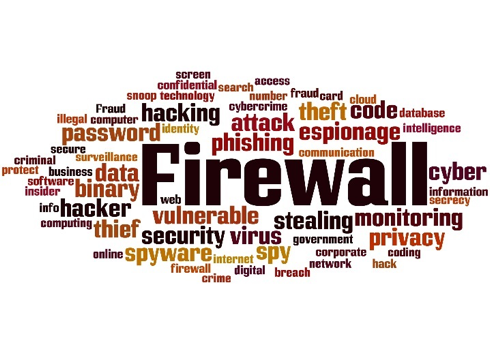 screen
confidential search access
snoop technology number fraud card cloud
Fraud hacking cybercrime theft code database
illegal computer attack
password identity phishing espionage intelligence
secure surveillance communication
criminal
protect business data Firewall cyber
software binary information
insider web secrecy
info hacker vulnerable stealing monitoring
computing thief security virus government privacy
online spyware internet spy corporate coding
firewall digital network hack
crime breach